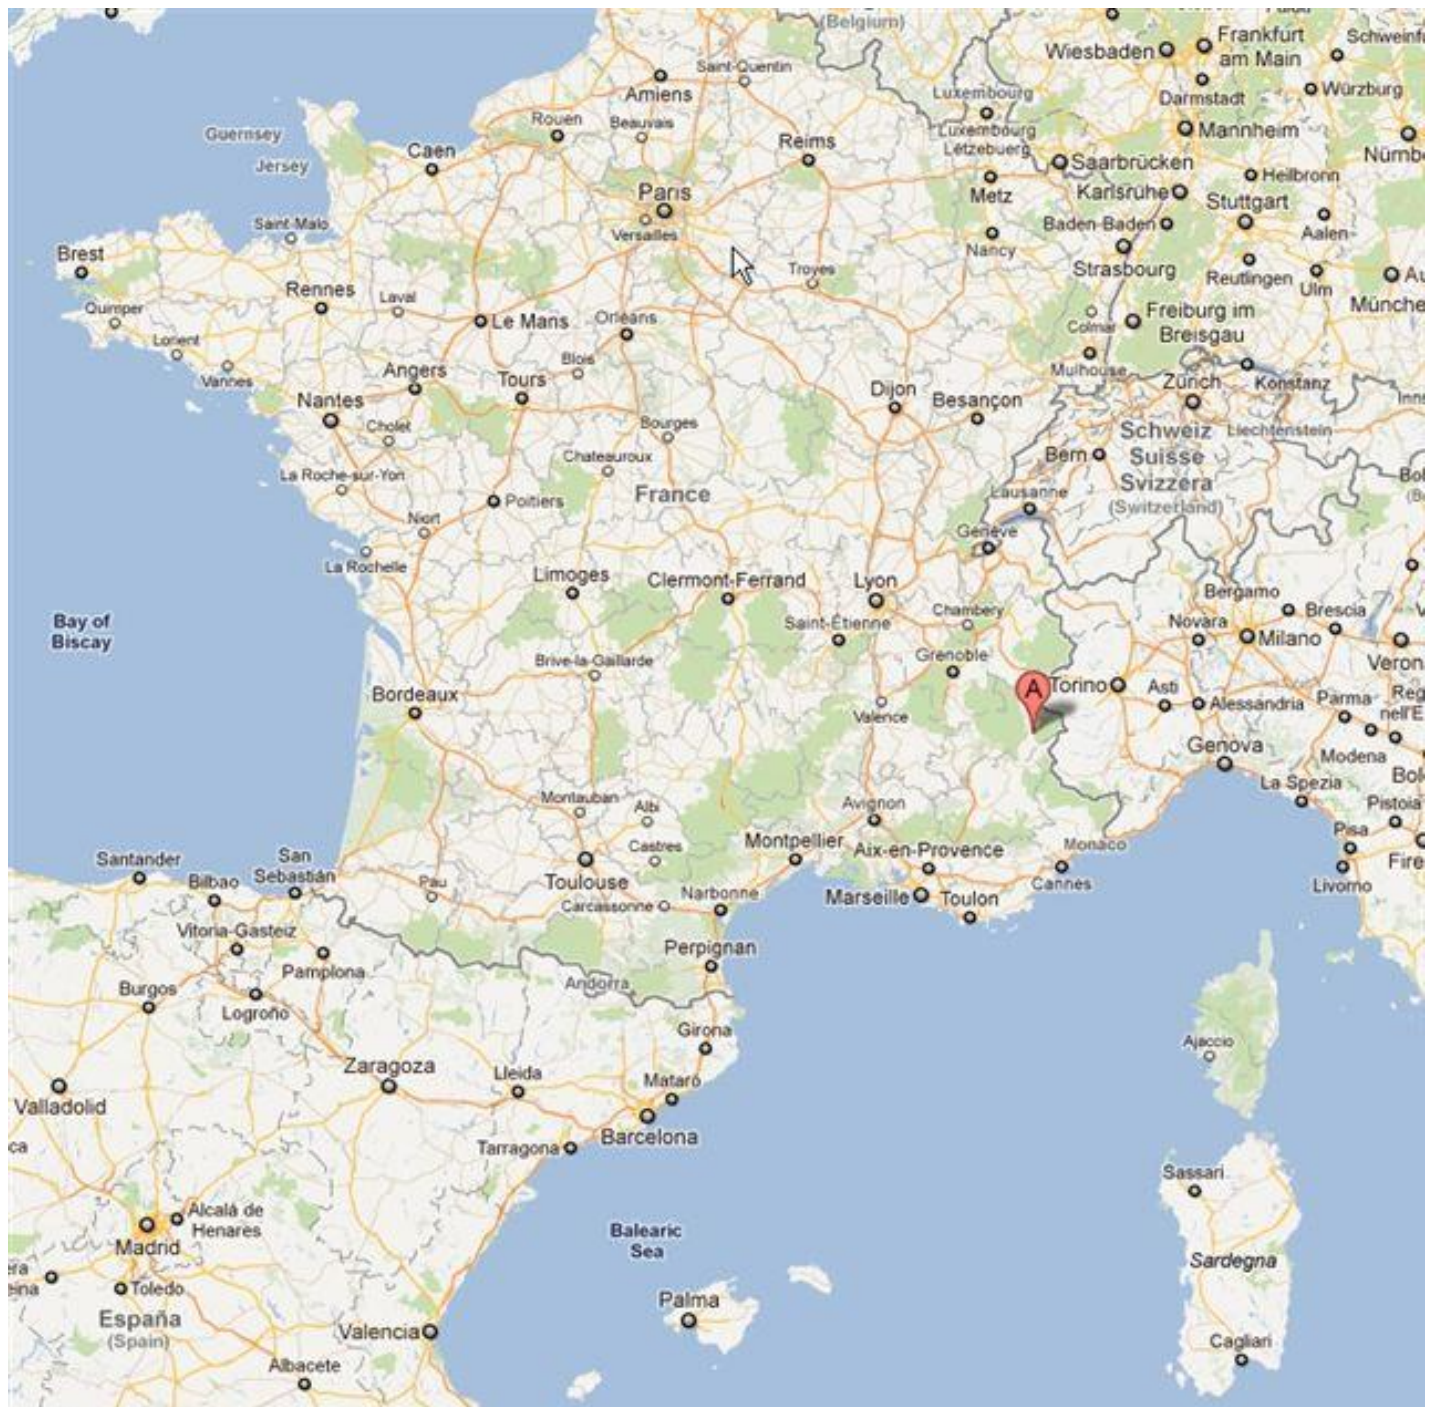 (Belgium)
Frankfurt
am Main
Wiesbaden
Saint-Quentin
Amiens
Luxembourg
Darmstadt
Würzburg
Rouen
Beauvais
Guernsey
Reims
Luxembourg
Lëtzebuerg
Mannheim
Caen
Jersey
Saarbrücken
Heilbronn
Paris
Metz
Karlsruhe
Stuttgart
Saint-Malo
Versailles
Baden-Baden
Aalen
Brest
Nancy
Troyes
Strasbourg
Reutlingen
Ulm
Rennes
Laval
Quimper
Le Mans
Orléans
Colmar
Freiburg im
Breisgau
Lorient
Blois
Vannes
Angers
Tours
Mulhouse
Zürich
Konstanz
Nantes
Dijon
Besançon
Cholet
Bourges
Schweiz
Liechtenstein
Chateauroux
Bern
Suisse
La Roche-sur-Yon
France
Svizzera
Poitiers
Lausanne
(Switzerland)
Niort
Genève
La Rochelle
Limoges
Clermont-Ferrand
Lyon
Bergamo
Bay of
Biscay
Chambery
Brescia
Saint-Étienne
Novara
Milano
Brive-la-Gaillarde
Grenoble
Bordeaux
A
Torino
Asti
Parma
Valence
Alessandria
Genova
Modena
La Spezia
Montauban
Albi
Avignon
Pistoia
Montpellier
Pisa
Castres
Aix-en-Provence
Monaco
Santander
San
Sebastián
Bilbao
Pau
Toulouse
Narbonne
Cannes
Livorno
Carcassonne
Marseille
Toulon
Vitoria-Gasteiz
Perpignan
Pamplona
Andorra
Burgos
Logroño
Girona
Ajaccio
Zaragoza
Lleida
Mataró
Valladolid
Barcelona
Tarragona
Sassari
Alcalá de
Henares
Balearic
Sea
Madrid
Sardegna
Toledo
Palma
España
(Spain)
Valencia
Cagliari
Albacete